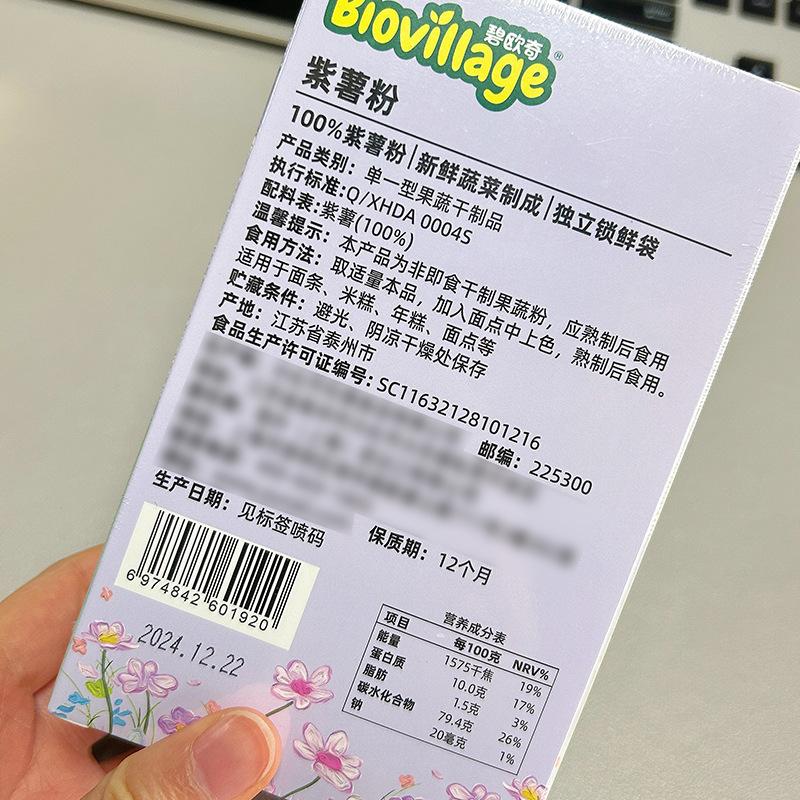 Biovillage®
碧欧奇
紫薯粉
100%紫薯粉|新鲜蔬菜制成|独立锁鲜袋
产品类别：单一型果蔬干制品
执行标准:Q/XHDA 0004S
配料表:紫薯(100%)
温馨提示：本产品为非即食干制果蔬粉，应熟制后食用
食用方法：取适量本品，加入面点中上色，熟制后食用。
适用于面条、米糕、年糕、面点等
贮藏条件：避光、阴凉干燥处保存
产地：江苏省泰州市
食品生产许可证编号：SC11632128101216
邮编：225300
生产日期：见标签喷码
保质期：12个月
6 974842 601920
2024.12.22
营养成分表
项目 每100克 NRV%
能量 1575千焦 19%
蛋白质 10.0克 17%
脂肪 1.5克 3%
碳水化合物 79.4克 26%
钠 20毫克 1%